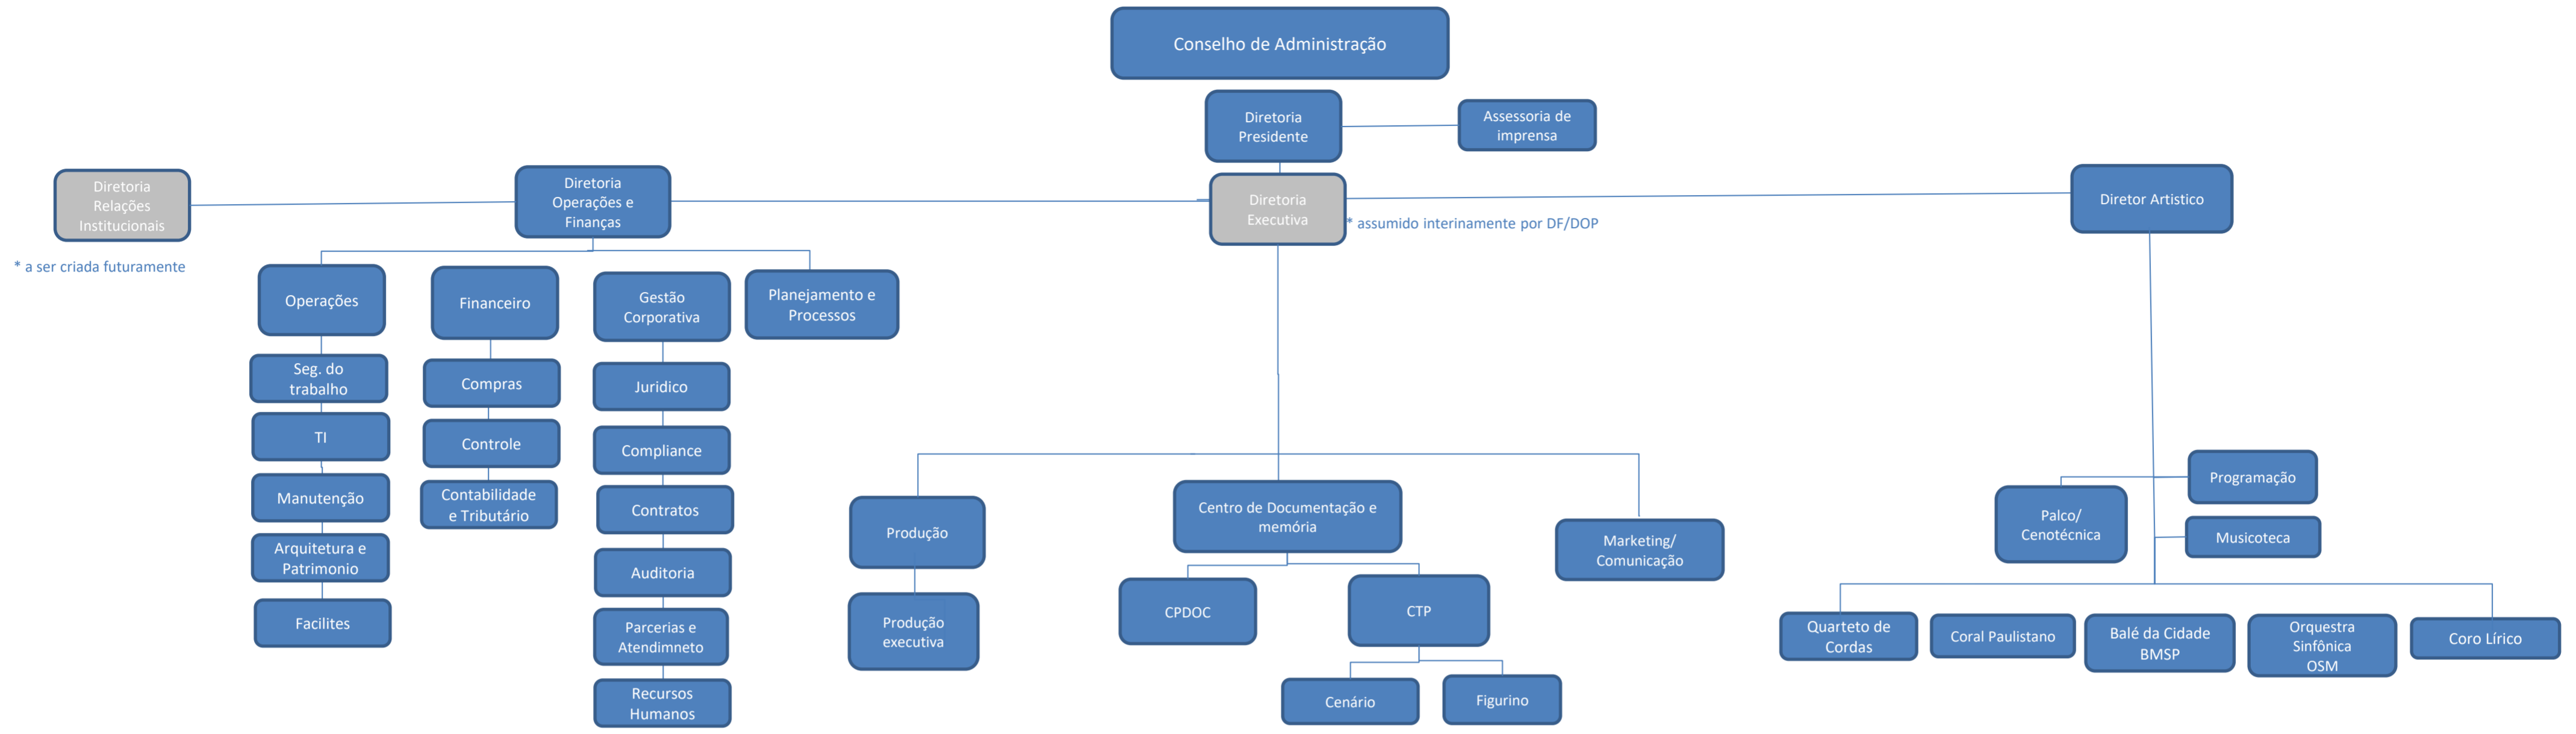 Conselho de Administração
Diretoria
Presidente
Assessoria de
imprensa
Diretoria
Relações
Institucionais
* a ser criada futuramente
Diretoria
Operações e
Finanças
Diretoria
Executiva
* assumido interinamente por DF/DOP
Diretor Artistico
Operações
Seg. do
trabalho
TI
Manutenção
Arquitetura e
Patrimonio
Facilites
Financeiro
Compras
Controle
Contabilidade
e Tributário
Gestão
Corporativa
Juridico
Compliance
Contratos
Auditoria
Parcerias e
Atendimneto
Recursos
Humanos
Planejamento e
Processos
Produção
Produção
executiva
Centro de Documentação e
memória
CPDOC
CTP
Cenário
Figurino
Marketing/
Comunicação
Programação
Palco/
Cenotécnica
Musicoteca
Quarteto de
Cordas
Coral Paulistano
Balé da Cidade
BMSP
Orquestra
Sinfônica
OSM
Coro Lírico